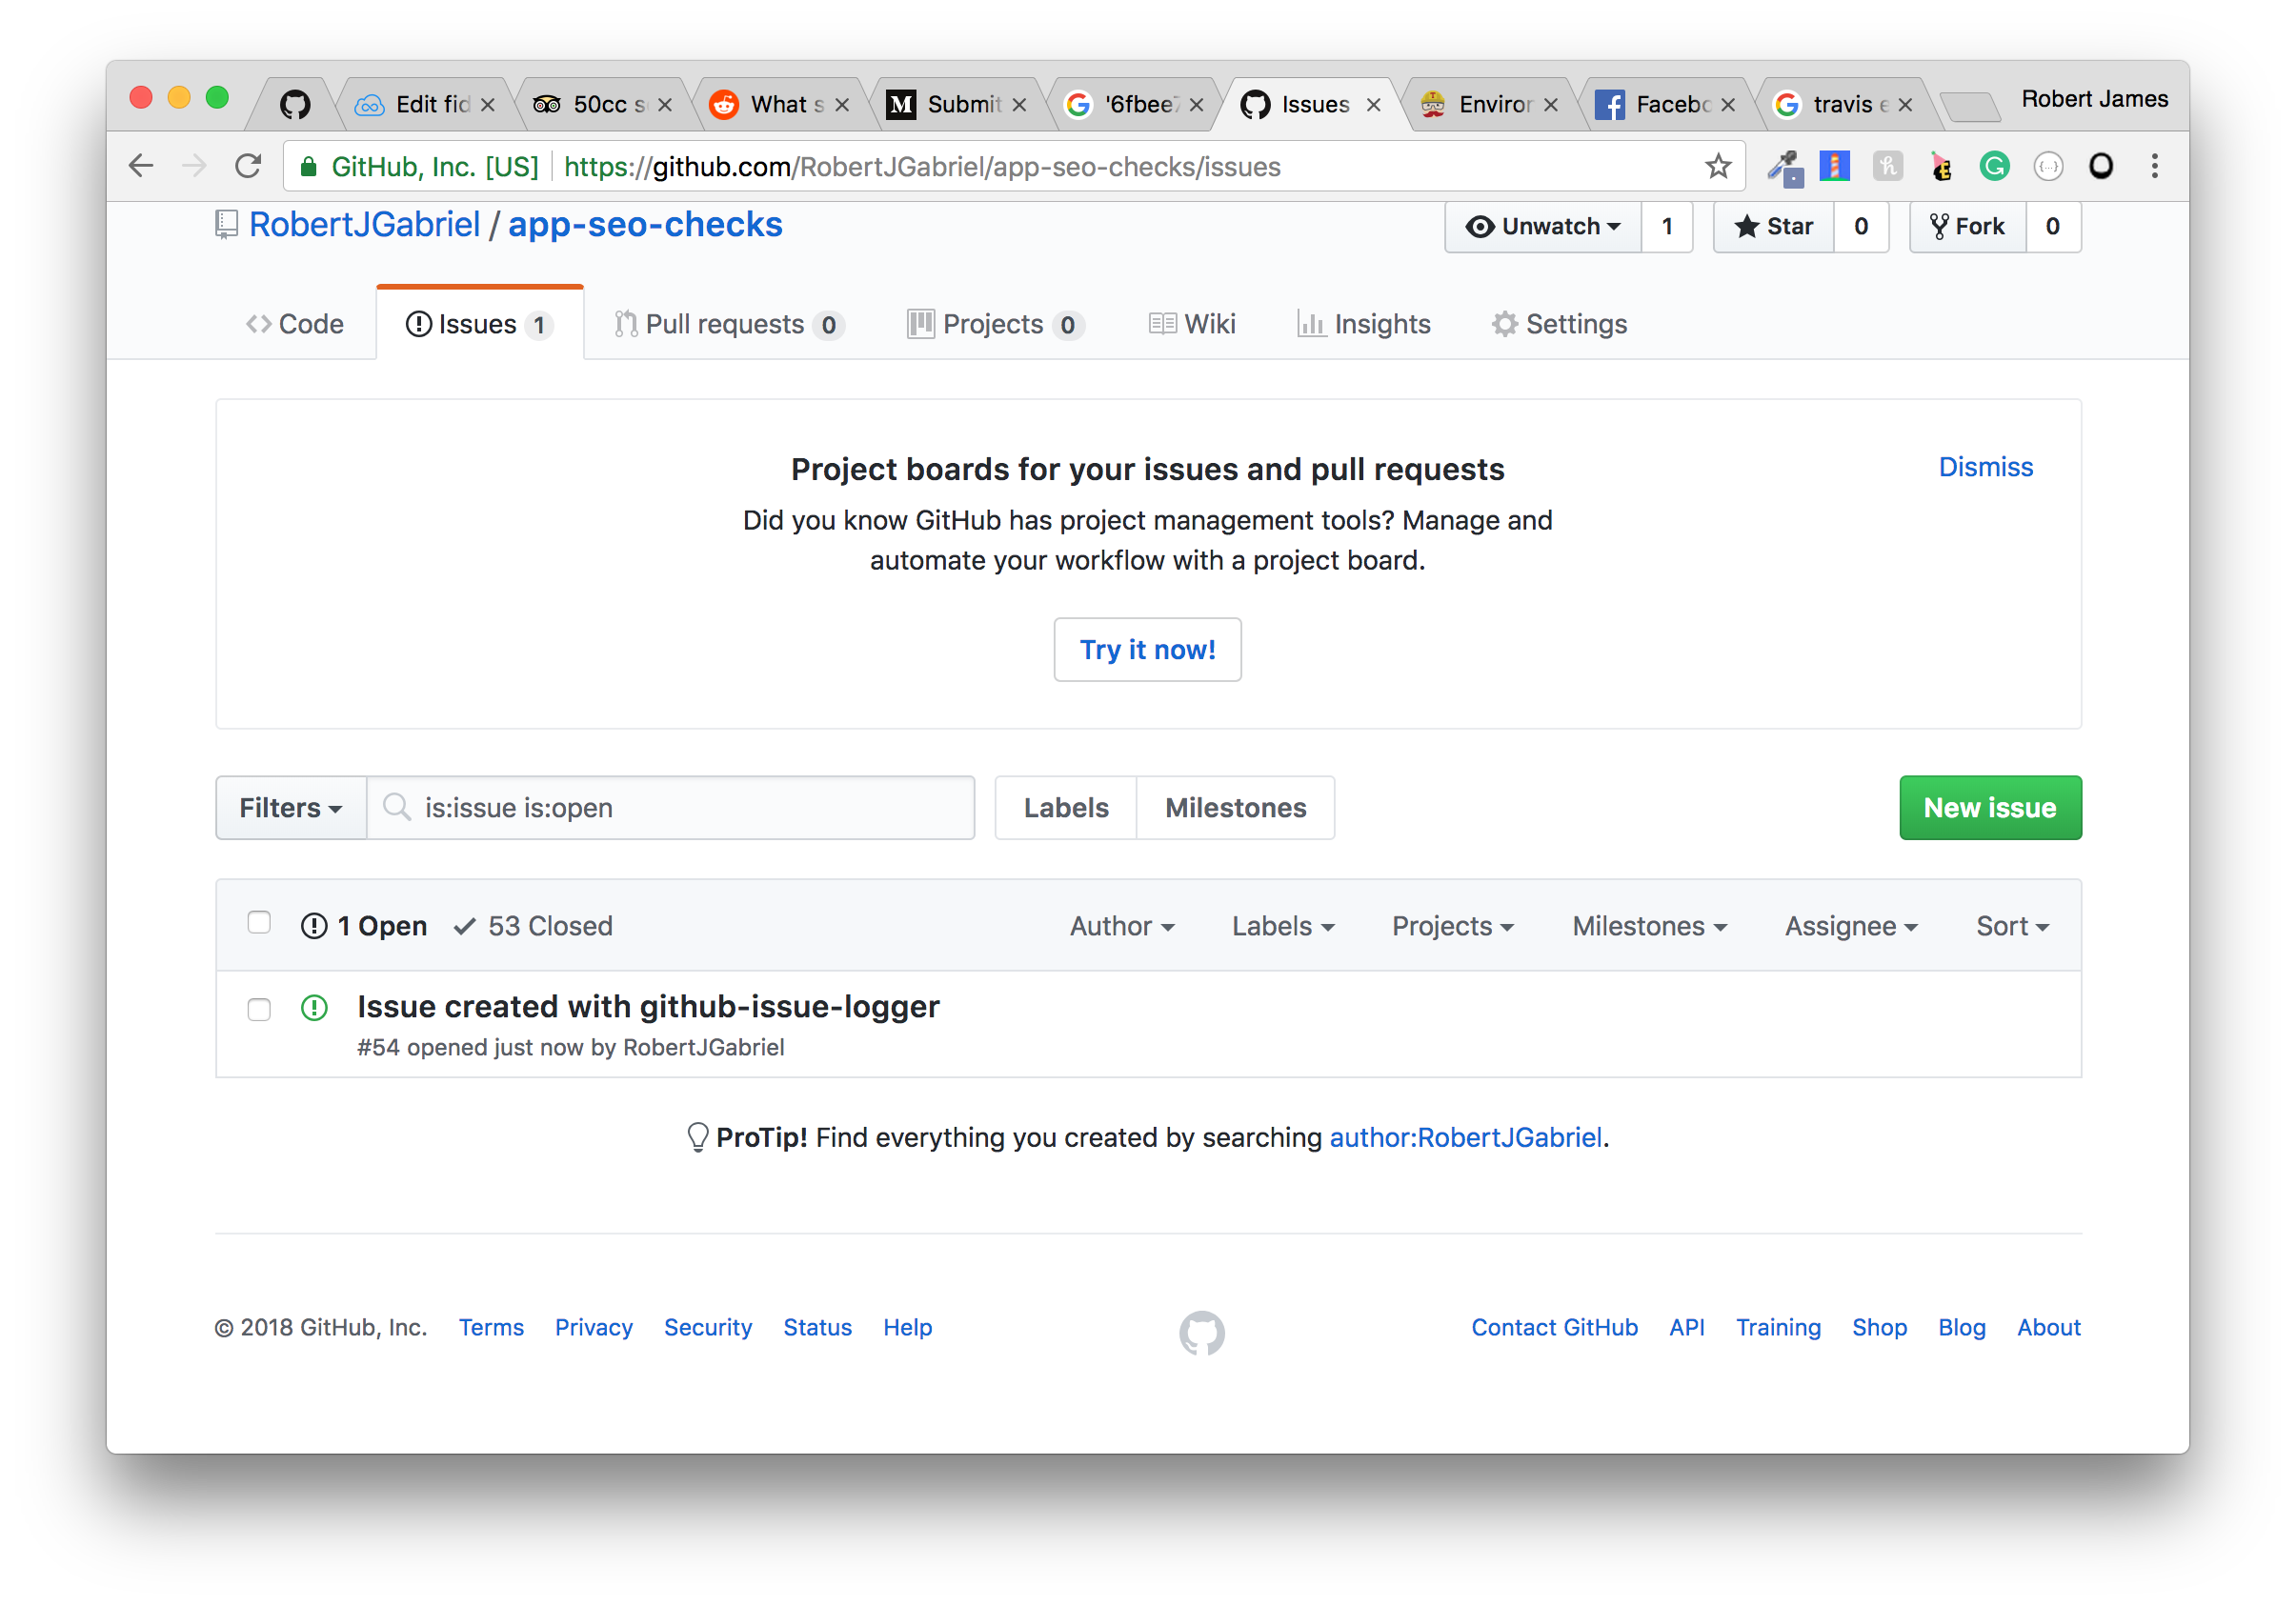 Edit fid
50cc s
What s
Submit
'6fbee7
Issues
Enviror
Facebo
travis e
Robert James
GitHub, Inc. [US] https://github.com/RobertJGabriel/app-seo-checks/issues
RobertJGabriel / app-seo-checks
Unwatch 1 Star 0 Fork 0
Code Issues 1 Pull requests 0 Projects 0 Wiki Insights Settings
Project boards for your issues and pull requests
Dismiss
Did you know GitHub has project management tools? Manage and
automate your workflow with a project board.
Try it now!
Filters is:issue is:open Labels Milestones New issue
1 Open 53 Closed Author Labels Projects Milestones Assignee Sort
Issue created with github-issue-logger
#54 opened just now by RobertJGabriel
ProTip! Find everything you created by searching author:RobertJGabriel.
© 2018 GitHub, Inc. Terms Privacy Security Status Help Contact GitHub API Training Shop Blog About